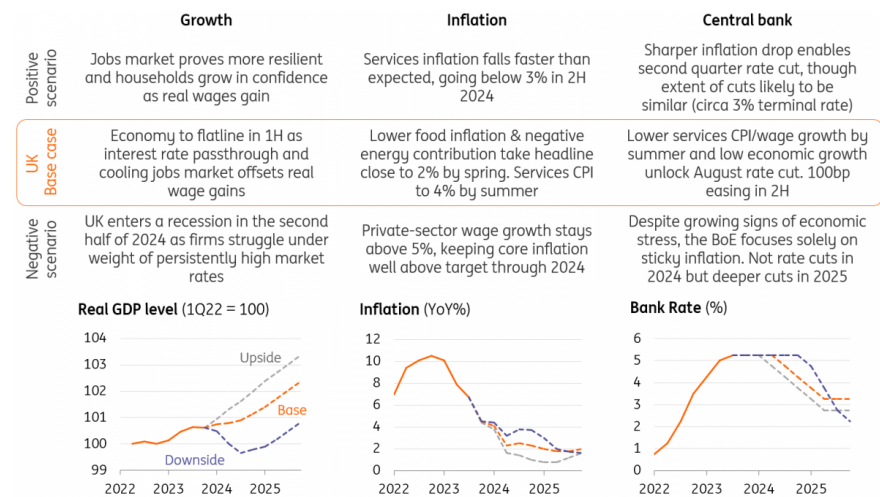 Growth
Inflation
Central bank
Positive
scenario
Jobs market proves more resilient
and households grow in confidence
as real wages gain
Services inflation falls faster than
expected, going below 3% in 2H
2024
Sharper inflation drop enables
second quarter rate cut, though
extent of cuts likely to be
similar (circa 3% terminal rate)
UK
Base case
Economy to flatline in 1H as
interest rate passthrough and
cooling jobs market offsets real
wage gains
Lower food inflation & negative
energy contribution take headline
close to 2% by spring. Services CPI
to 4% by summer
Lower services CPI/wage growth by
summer and low economic growth
unlock August rate cut. 100bp
easing in 2H
Negative
scenario
UK enters a recession in the second
half of 2024 as firms struggle under
weight of persistently high market
rates
Private-sector wage growth stays
above 5%, keeping core inflation
well above target through 2024
Despite growing signs of economic
stress, the BoE focuses solely on
sticky inflation. Not rate cuts in
2024 but deeper cuts in 2025
Real GDP level (1Q22 = 100)
104
103
102
101
100
99
Upside
Base
Downside
2022 2023 2024 2025
Inflation (YoY%)
12
10
8
6
4
2
0
2022 2023 2024 2025
Bank Rate (%)
6
5
4
3
2
1
0
2022 2023 2024 2025